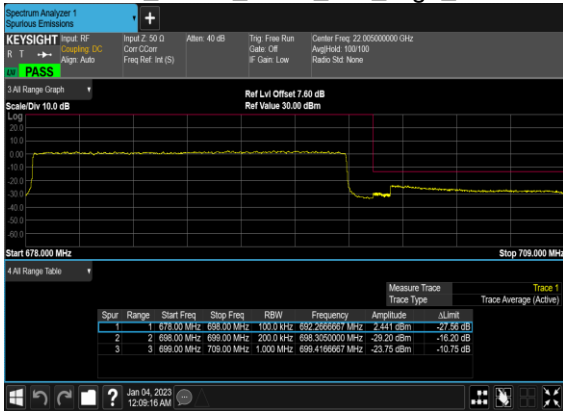 Spectrum Analyzer 1
Spurious Emissions
+
KEYSIGHT Input: RF Input Z: 50 Ω Atten: 40 dB Trig: Free Run Center Freq: 22.005000000 GHz
R T Coupling: DC Corr CCorr Gate: Off Avg|Hold: 100/100
Align: Auto Freq Ref: Int (S) IF Gain: Low Radio Std: None
PASS
3 All Range Graph
Ref Lvl Offset 7.60 dB
Scale/Div 10.0 dB Ref Value 30.00 dBm
Log
20.0
10.0
0.00
-10.0
-20.0
-30.0
-40.0
-50.0
-60.0
Start 678.000 MHz Stop 709.000 MHz
4 All Range Table
Measure Trace Trace 1
Trace Type Trace Average (Active)
Spur Range Start Freq Stop Freq RBW Frequency Amplitude ΔLimit
1 1 678.00 MHz 698.00 MHz 100.0 kHz 692.2666667 MHz 2.441 dBm -27.56 dB
2 2 698.00 MHz 699.00 MHz 200.0 kHz 698.3050000 MHz -29.20 dBm -16.20 dB
3 3 699.00 MHz 709.00 MHz 1.000 MHz 699.4166667 MHz -23.75 dBm -10.75 dB
? Jan 04, 2023
12:09:16 AM